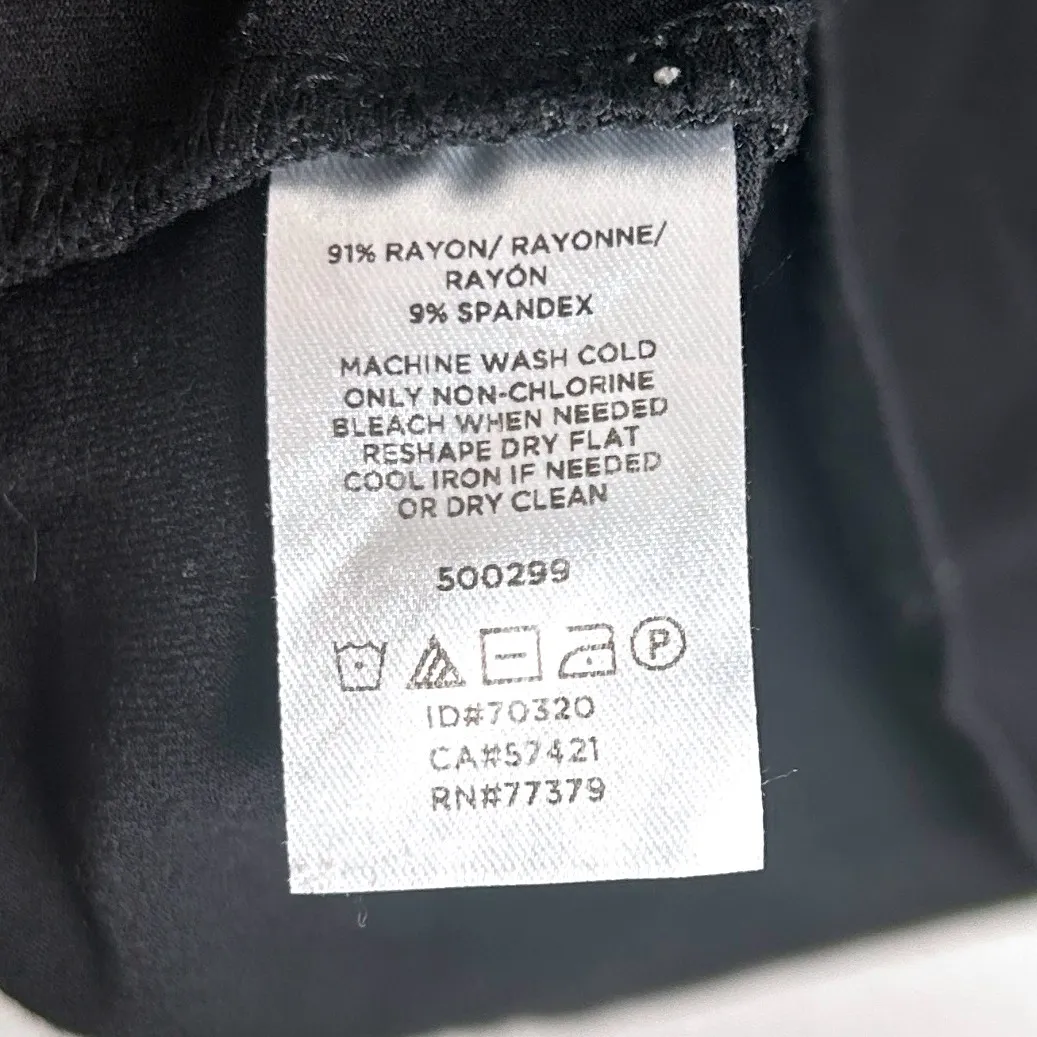 91% RAYON/ RAYONNE/
RAYÓN
9% SPANDEX
MACHINE WASH COLD
ONLY NON-CHLORINE
BLEACH WHEN NEEDED
RESHAPE DRY FLAT
COOL IRON IF NEEDED
OR DRY CLEAN
500299
P
ID#70320
CA#57421
RN#77379